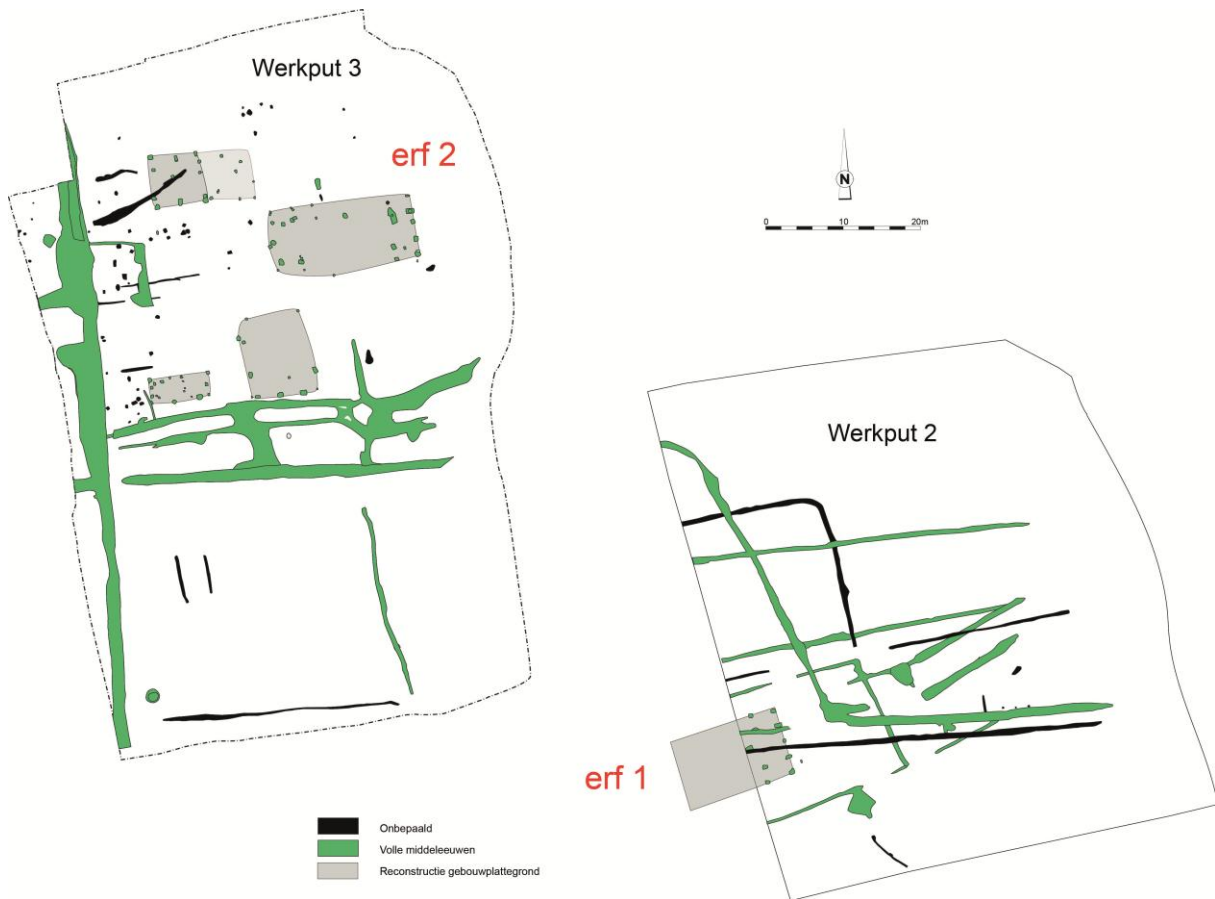 Werkput 3
erf 2
N
0 10 20m
Werkput 2
erf 1
Onbepaald
Volle middeleeuwen
Reconstructie gebouwplattegrond